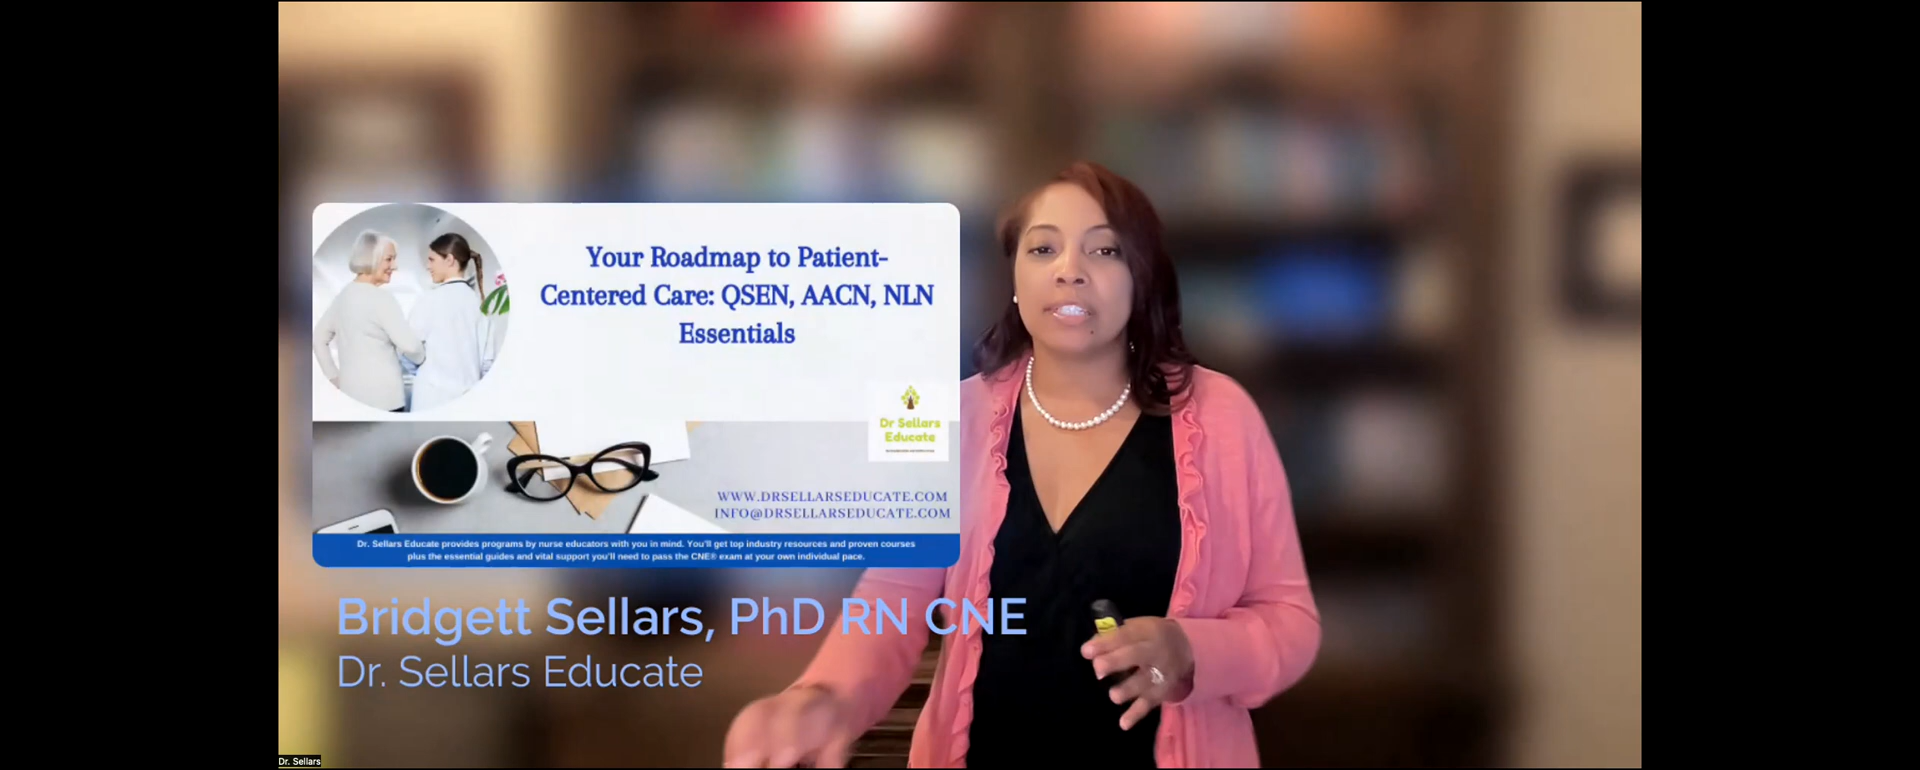 Your Roadmap to Patient-
Centered Care: QSEN, AACN, NLN
Essentials
Dr Sellars
Educate
WWW.DRSELLARSEDUCATE.COM
INFO@DRSELLARSEDUCATE.COM
Dr. Sellars Educate provides programs by nurse educators with you in mind. You'll get top industry resources and proven courses
plus the essential guides and vital support you'll need to pass the CNE® exam at your own individual pace.
Bridgett Sellars, PhD RN CNE
Dr. Sellars Educate
Dr. Sellars